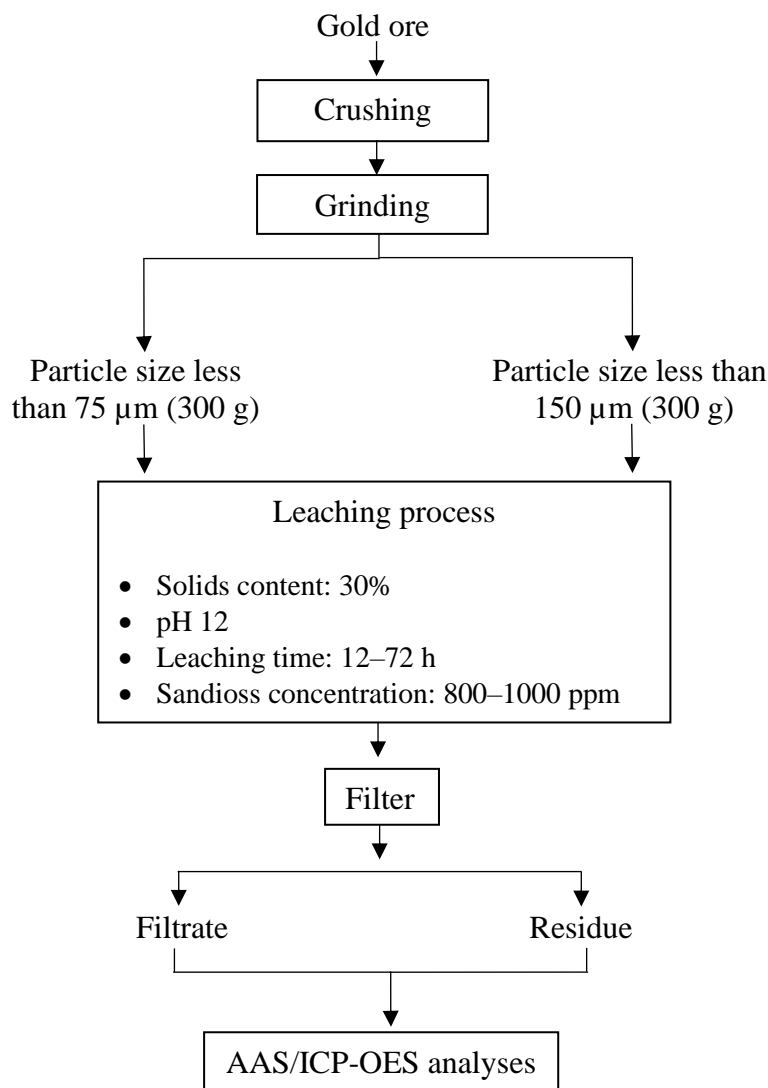 Gold ore
Crushing
Grinding
Particle size less
than 75 µm (300 g)
Particle size less than
150 µm (300 g)
Leaching process
• Solids content: 30%
• pH 12
• Leaching time: 12–72 h
• Sandioss concentration: 800–1000 ppm
Filter
Filtrate
Residue
AAS/ICP-OES analyses